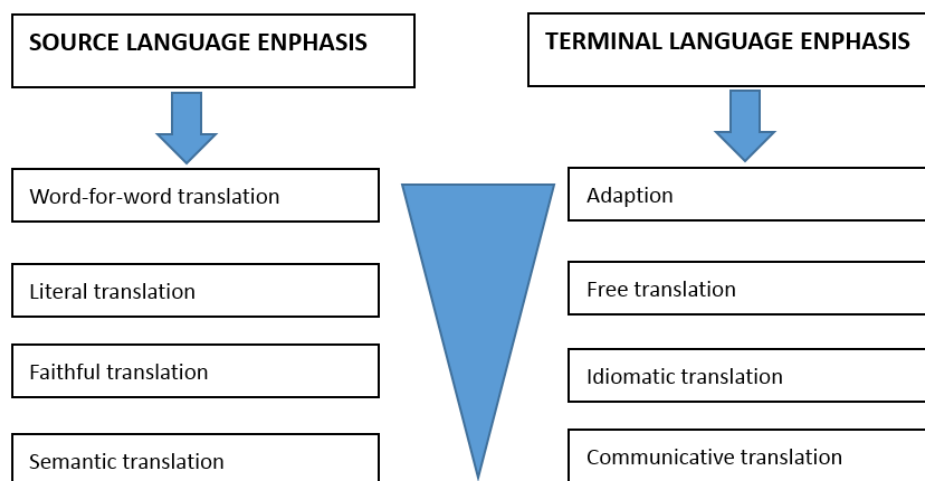 SOURCE LANGUAGE ENPHASIS
TERMINAL LANGUAGE ENPHASIS
Word-for-word translation
Adaption
Literal translation
Free translation
Faithful translation
Idiomatic translation
Semantic translation
Communicative translation